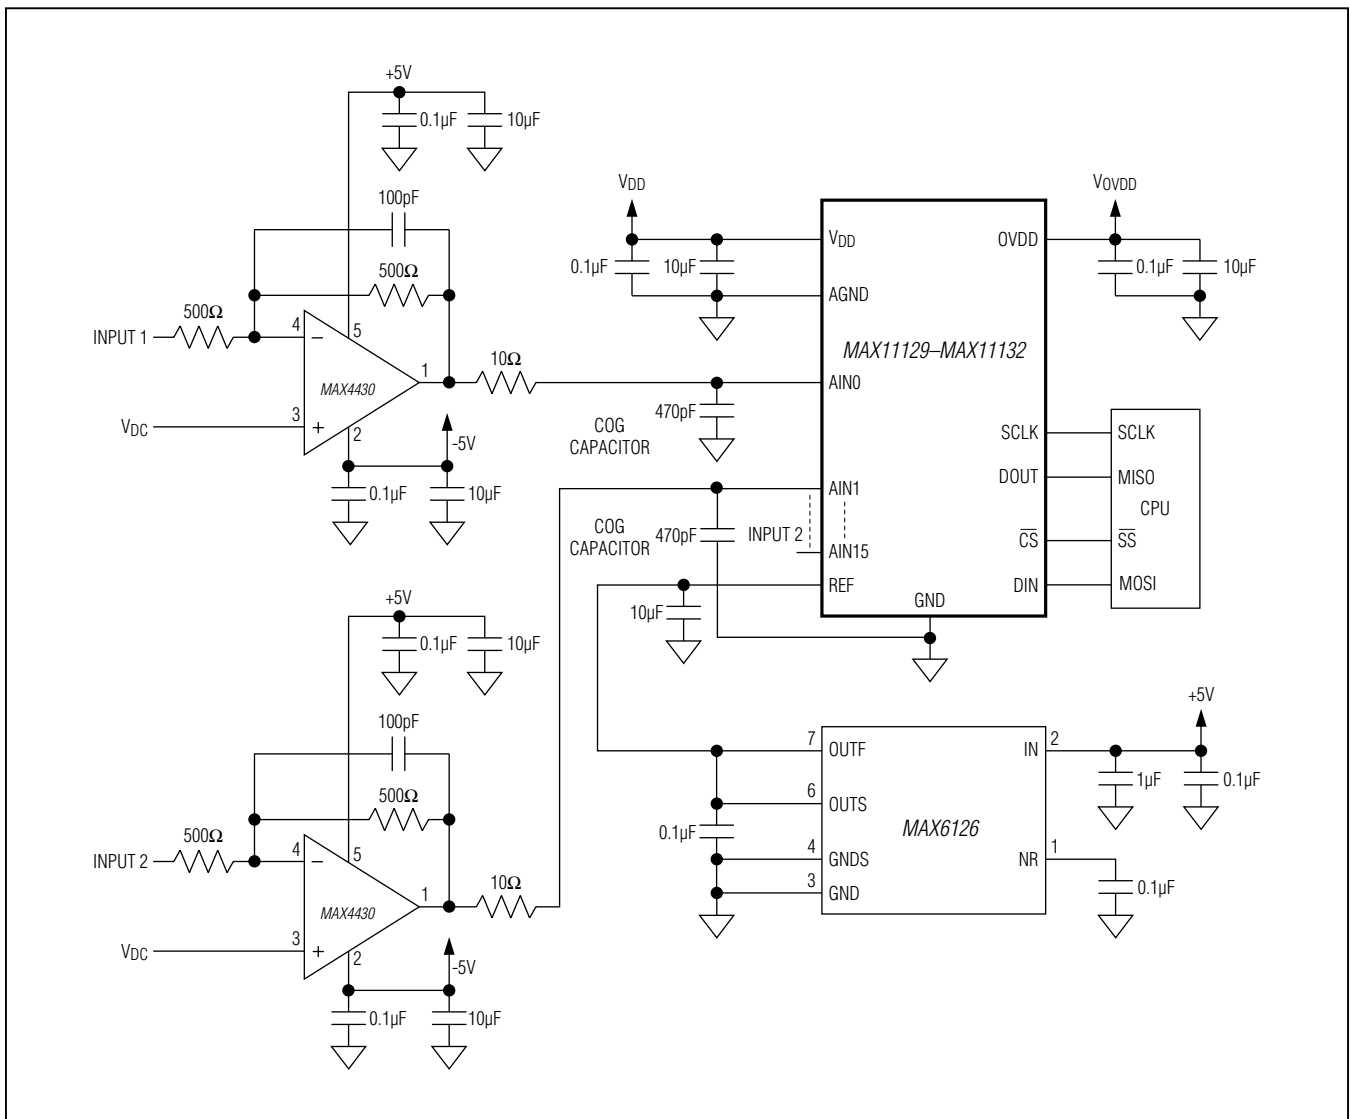 +5V
0.1µF
10µF
100pF
500Ω
500Ω
INPUT 1
4
−
5
MAX4430
1
10Ω
VDC
3
+
2
-5V
0.1µF
10µF
VDD
0.1µF
10µF
VDD
AGND
MAX11129–MAX11132
OVDD
VOVDD
0.1µF
10µF
AIN0
470pF
COG
CAPACITOR
AIN1
COG
CAPACITOR
470pF
INPUT 2
AIN15
REF
10µF
GND
SCLK
DOUT
CS
DIN
SCLK
MISO
CPU
SS
MOSI
+5V
0.1µF
10µF
100pF
500Ω
500Ω
INPUT 2
4
−
5
MAX4430
1
10Ω
VDC
3
+
2
-5V
0.1µF
10µF
7
OUTF
6
OUTS
0.1µF
4
GNDS
3
GND
MAX6126
IN
2
+5V
1µF
0.1µF
NR
1
0.1µF